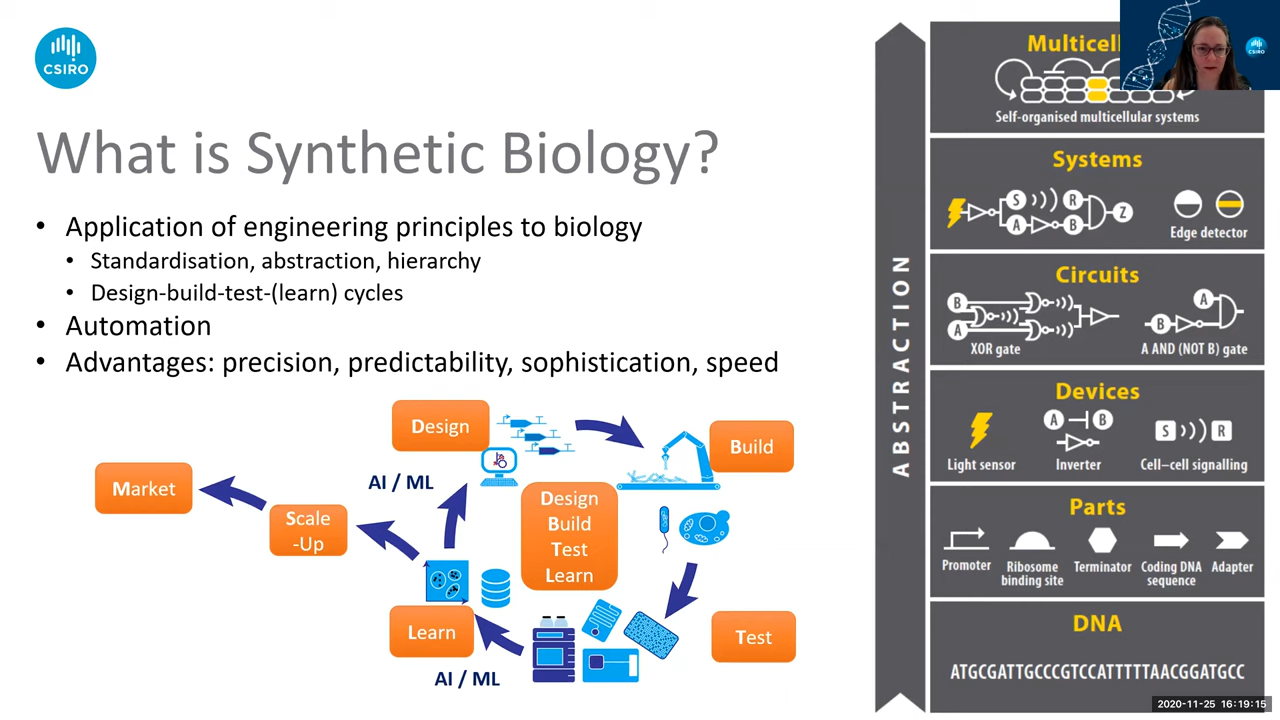 CSIRO
What is Synthetic Biology?
• Application of engineering principles to biology
• Standardisation, abstraction, hierarchy
• Design-build-test-(learn) cycles
• Automation
• Advantages: precision, predictability, sophistication, speed
Design
Build
AI / ML
Market
Scale
-Up
Design
Build
Test
Learn
Learn
Test
AI / ML
ABSTRACTION
CSIRO
Self-organised multicellular systems
Systems
S
R
A
B
Z
Edge detector
Circuits
B
A
XOR gate
A
B
A AND (NOT B) gate
Devices
Light sensor
A
B
Inverter
S
R
Cell–cell signalling
Parts
Promoter
Ribosome
binding site
Terminator
Coding DNA
sequence
Adapter
DNA
ATGCGATTGCCCGTCCATTTTTAACGGATGCC
2020-11-25 16:19:15